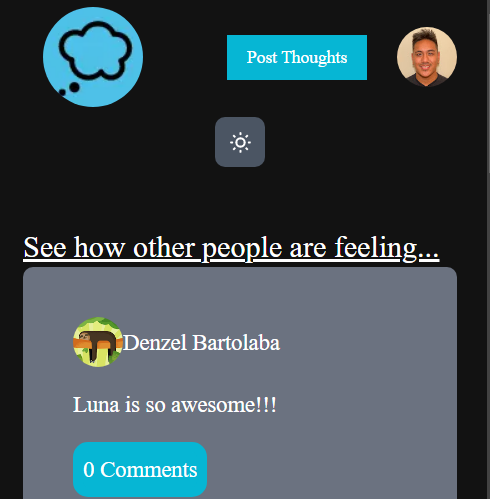 Post Thoughts
See how other people are feeling...
Denzel Bartolaba
Luna is so awesome!!!
0 Comments